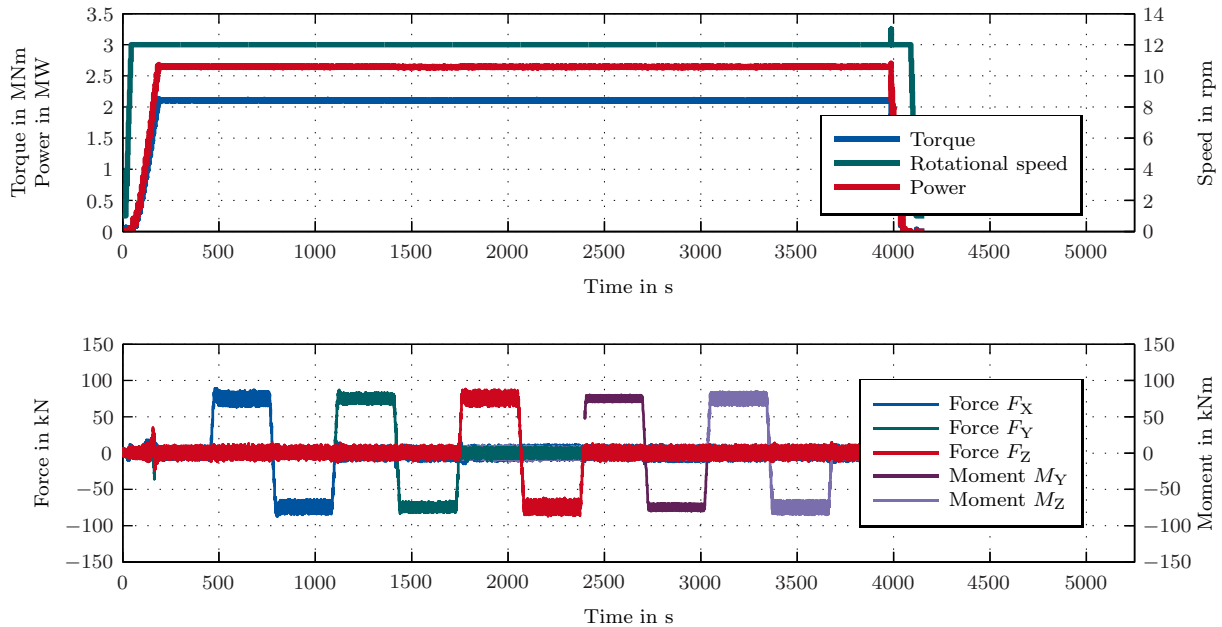 3.5
3
2.5
2
1.5
1
0.5
0
Torque in MNm
Power in MW
14
12
10
8
6
4
2
0
Speed in rpm
Torque
Rotational speed
Power
0 500 1000 1500 2000 2500 3000 3500 4000 4500 5000
Time in s
150
100
50
0
−50
−100
−150
Force in kN
150
100
50
0
−50
−100
−150
Moment in kNm
Force F_X
Force F_Y
Force F_Z
Moment M_Y
Moment M_Z
0 500 1000 1500 2000 2500 3000 3500 4000 4500 5000
Time in s